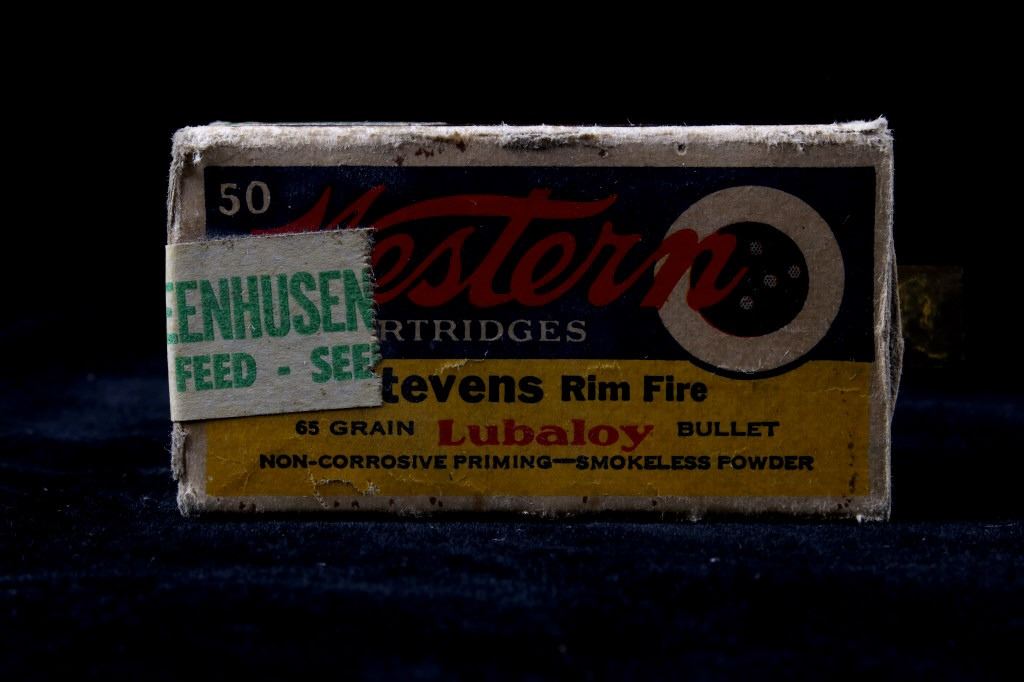 50 Western
ENHUSEN
RTRIDGES
FEED - SEE
tevens Rim Fire
65 GRAIN Lubaloy BULLET
NON-CORROSIVE PRIMING—SMOKELESS POWDER